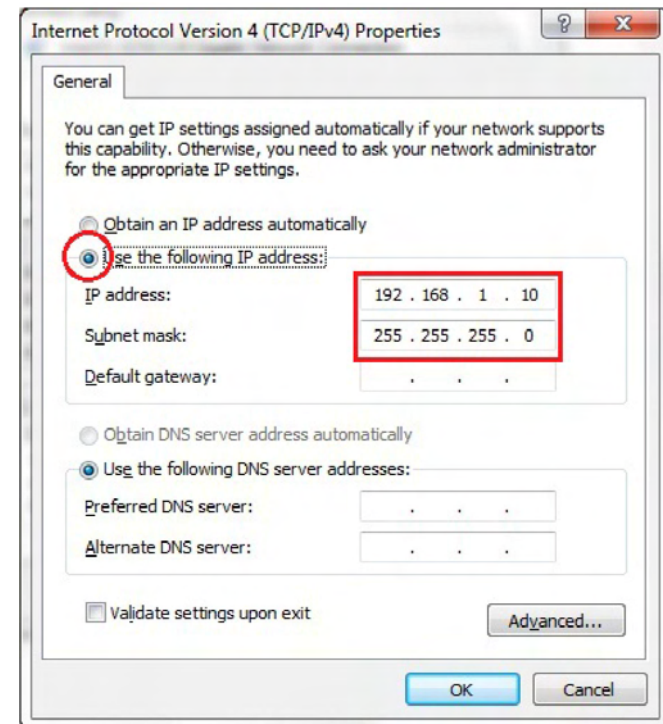 Internet Protocol Version 4 (TCP/IPv4) Properties
?
General
You can get IP settings assigned automatically if your network supports
this capability. Otherwise, you need to ask your network administrator
for the appropriate IP settings.
Obtain an IP address automatically
Use the following IP address:
IP address: 192 . 168 . 1 . 10
Subnet mask: 255 . 255 . 255 . 0
Default gateway: . . .
Obtain DNS server address automatically
Use the following DNS server addresses:
Preferred DNS server: . . .
Alternate DNS server: . . .
Validate settings upon exit
Advanced...
OK Cancel